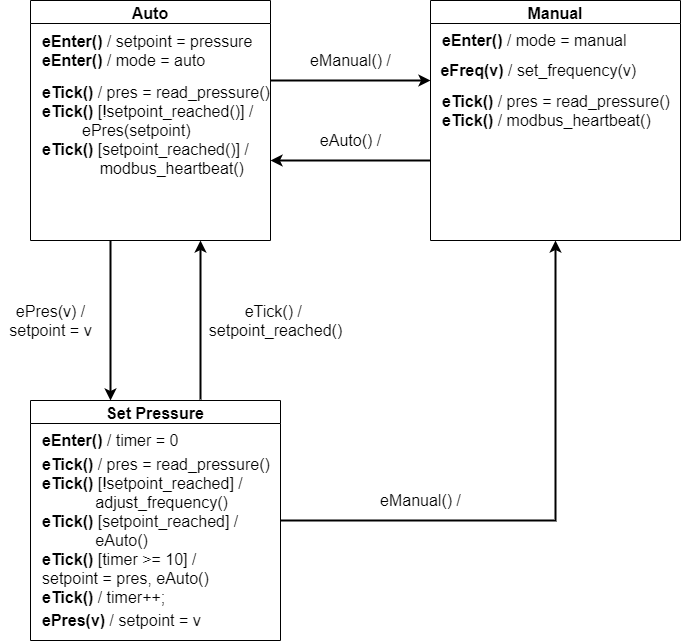 Auto
eEnter() / setpoint = pressure
eEnter() / mode = auto
eTick() / pres = read_pressure()
eTick() [!setpoint_reached()] /
ePres(setpoint)
eTick() [setpoint_reached()] /
modbus_heartbeat()
eManual() /
eAuto() /
Manual
eEnter() / mode = manual
eFreq(v) / set_frequency(v)
eTick() / pres = read_pressure()
eTick() / modbus_heartbeat()
ePres(v) /
setpoint = v
eTick() /
setpoint_reached()
Set Pressure
eEnter() / timer = 0
eTick() / pres = read_pressure()
eTick() [!setpoint_reached] /
adjust_frequency()
eTick() [setpoint_reached] /
eAuto()
eTick() [timer >= 10] /
setpoint = pres, eAuto()
eTick() / timer++;
ePres(v) / setpoint = v
eManual() /